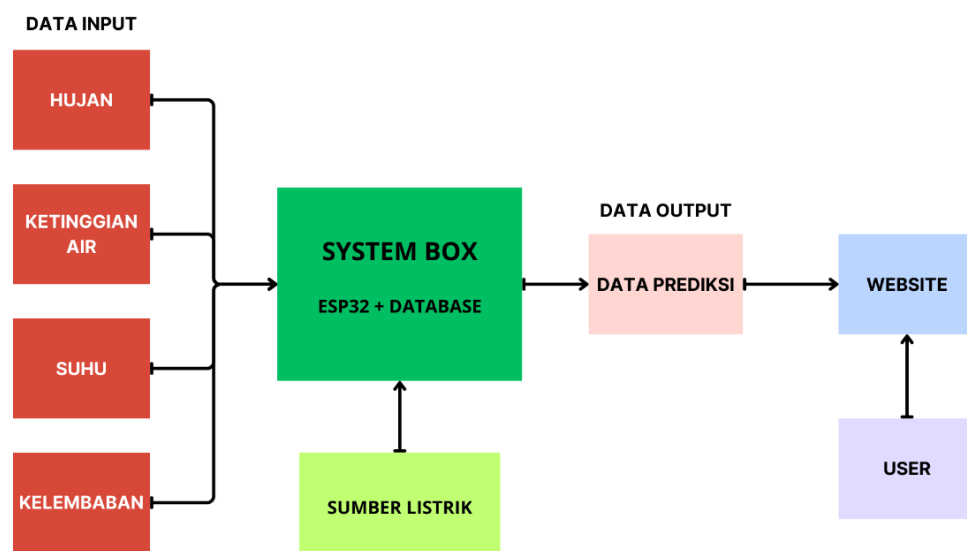 DATA INPUT
HUJAN
KETINGGIAN
AIR
SUHU
KELEMBABAN
SYSTEM BOX
ESP32 + DATABASE
SUMBER LISTRIK
DATA OUTPUT
DATA PREDIKSI
WEBSITE
USER